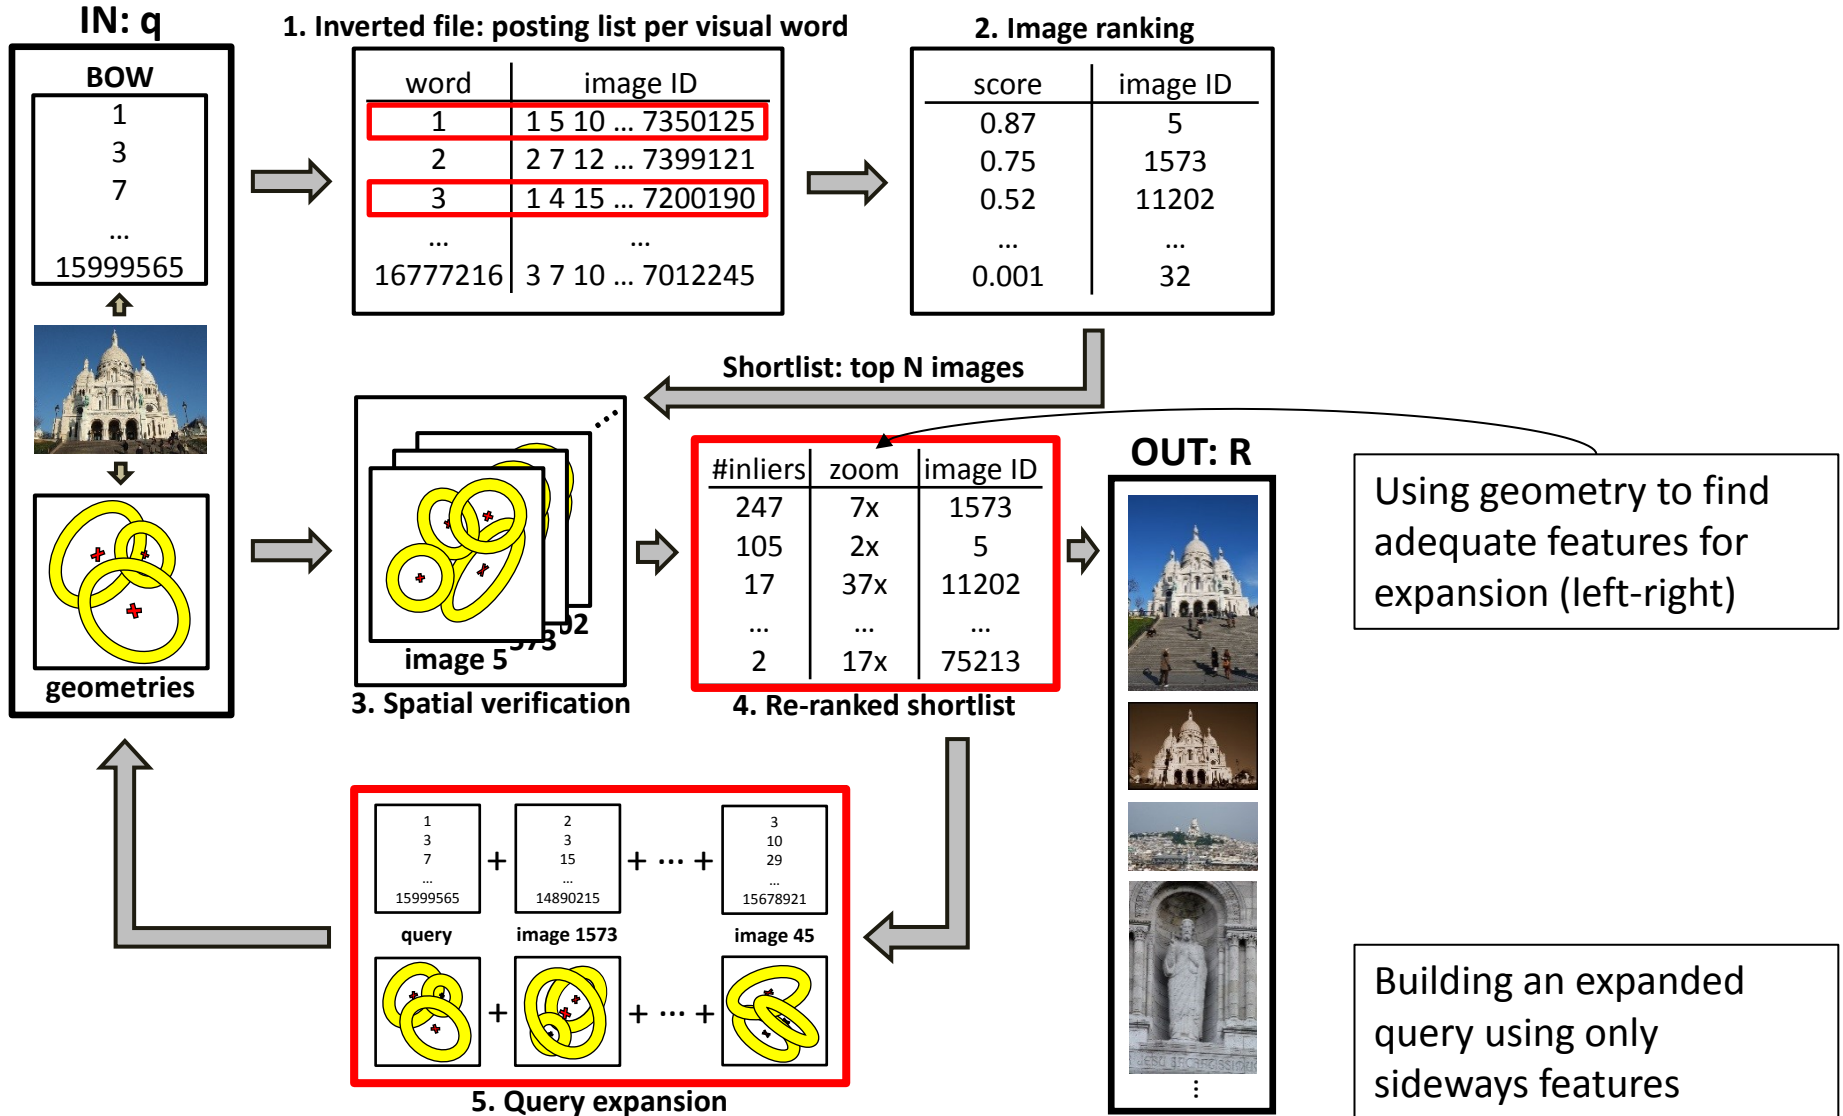 IN: q
BOW
1
3
7
...
15999565
geometries
1. Inverted file: posting list per visual word
word image ID
1 1 5 10 ... 7350125
2 2 7 12 ... 7399121
3 1 4 15 ... 7200190
... ...
16777216 3 7 10 ... 7012245
2. Image ranking
score image ID
0.87 5
0.75 1573
0.52 11202
... ...
0.001 32
Shortlist: top N images
image 5
573
02
3. Spatial verification
#inliers zoom image ID
247 7x 1573
105 2x 5
17 37x 11202
... ... ...
2 17x 75213
4. Re-ranked shortlist
OUT: R
⋮
Using geometry to find
adequate features for
expansion (left-right)
1
3
7
...
15999565
+
2
3
15
...
14890215
+ ... +
3
10
29
...
15678921
query image 1573 image 45
+ + ... +
5. Query expansion
Building an expanded
query using only
sideways features